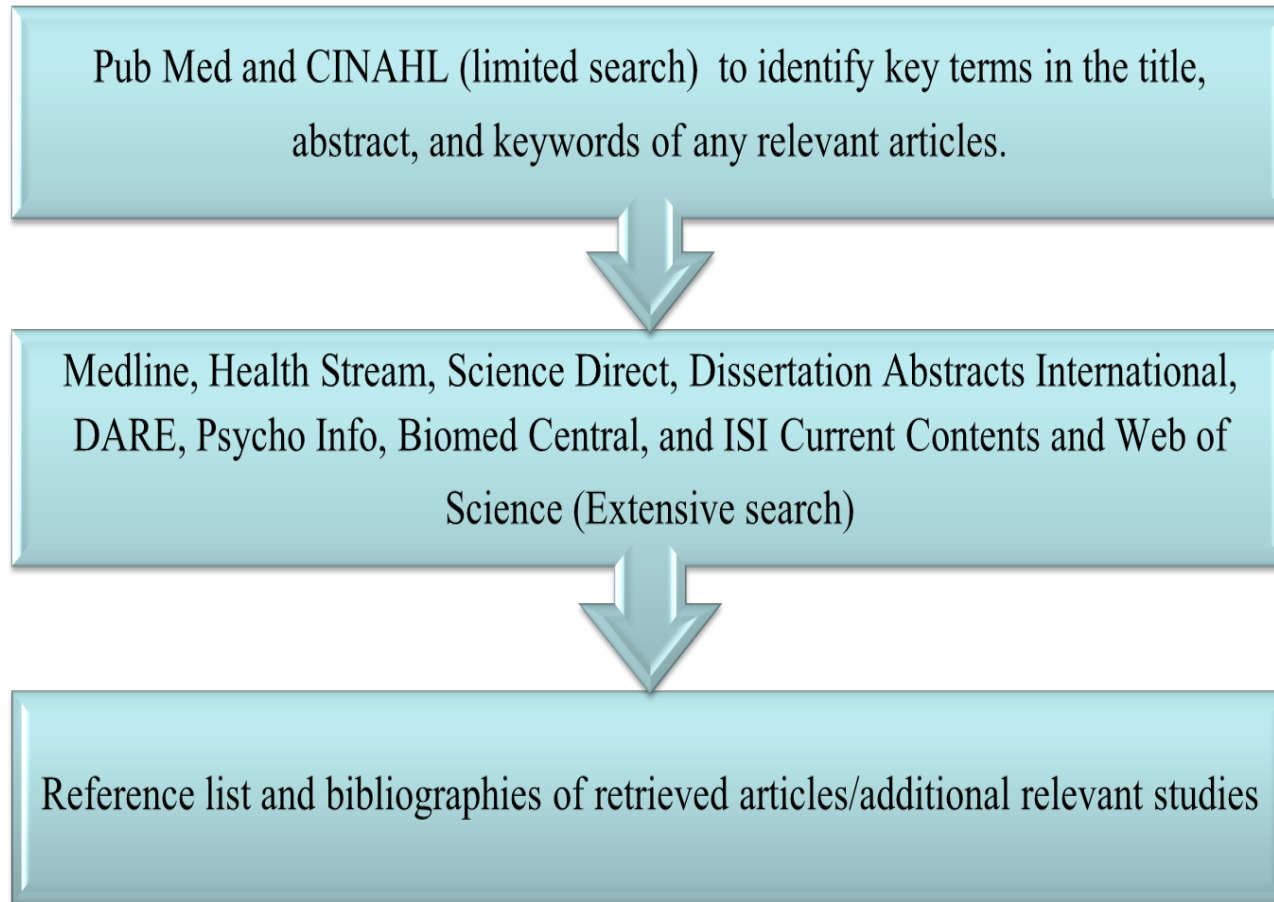 Pub Med and CINAHL (limited search) to identify key terms in the title,
abstract, and keywords of any relevant articles.
Medline, Health Stream, Science Direct, Dissertation Abstracts International,
DARE, Psycho Info, Biomed Central, and ISI Current Contents and Web of
Science (Extensive search)
Reference list and bibliographies of retrieved articles/additional relevant studies